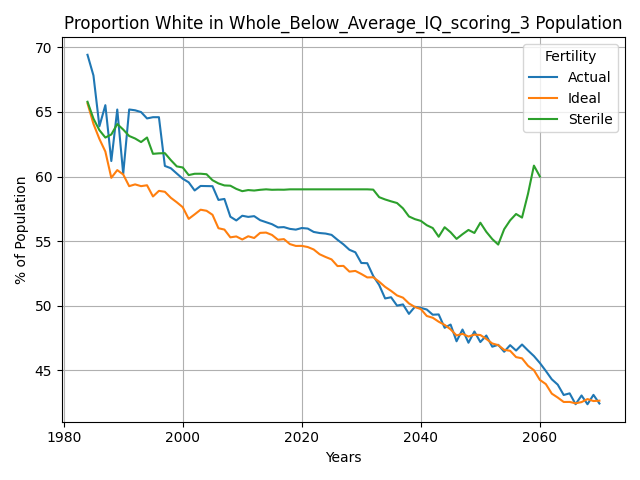 Proportion White in Whole_Below_Average_IQ_scoring_3 Population
70
65
60
55
50
45
% of Population
Fertility
Actual
Ideal
Sterile
1980
2000
2020
2040
2060
Years